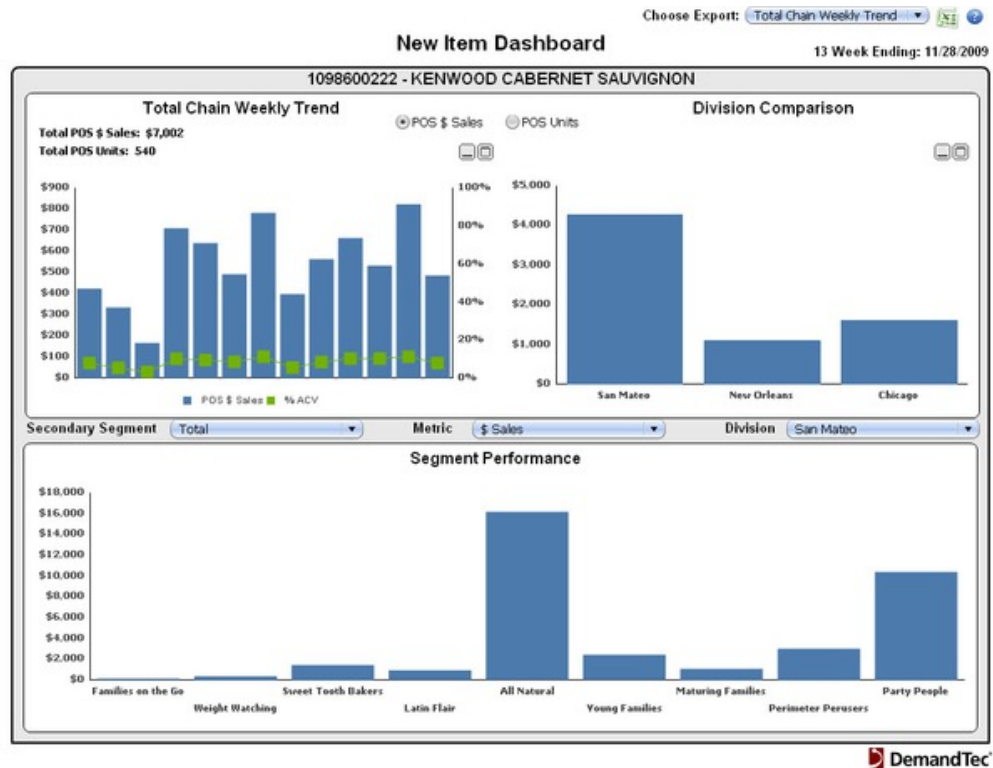 Choose Export: Total Chain Weekly Trend
New Item Dashboard
13 Week Ending: 11/28/2009
1098600222 - KENWOOD CABERNET SAUVIGNON
Total Chain Weekly Trend
Total POS $ Sales: $7,002
Total POS Units: 540
POS $ Sales POS Units
Division Comparison
$900
$800
$700
$600
$500
$400
$300
$200
$100
$0
100%
80%
60%
40%
20%
0%
POS $ Sales % ACV
$5,000
$4,000
$3,000
$2,000
$1,000
$0
San Mateo New Orleans Chicago
Secondary Segment Total Metric $ Sales Division San Mateo
Segment Performance
$18,000
$16,000
$14,000
$12,000
$10,000
$8,000
$6,000
$4,000
$2,000
$0
Families on the Go Sweet Tooth Bakers All Natural Maturing Families Party People
Weight Watching Latin Flair Young Families Perimeter Perusers
DemandTec